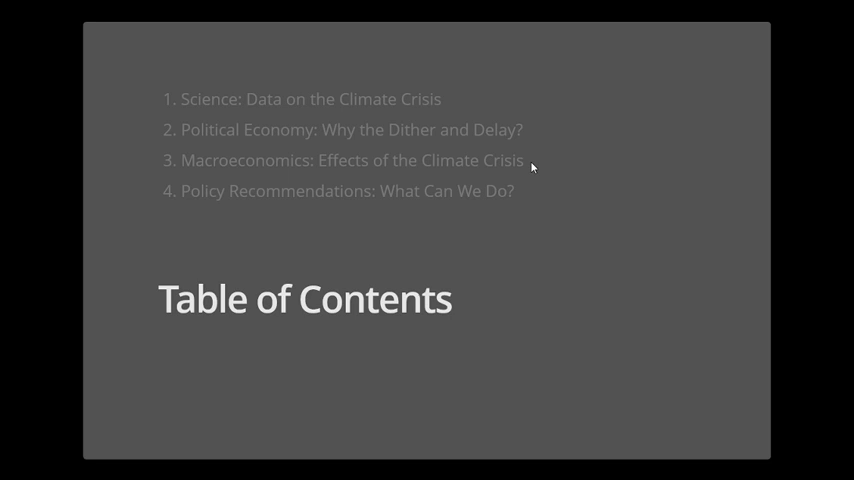 1. Science: Data on the Climate Crisis
2. Political Economy: Why the Dither and Delay?
3. Macroeconomics: Effects of the Climate Crisis
4. Policy Recommendations: What Can We Do?
Table of Contents